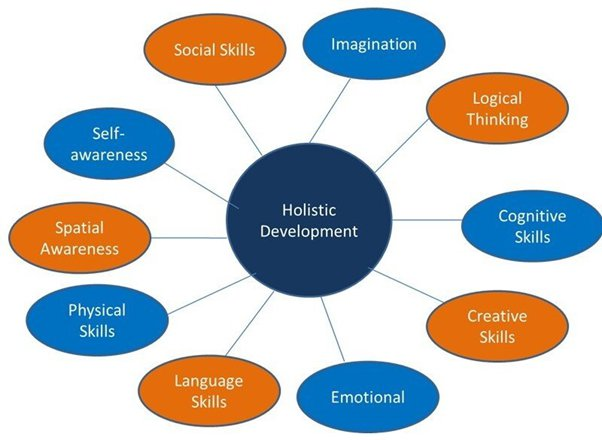 Social Skills
Imagination
Logical
Thinking
Self-
awareness
Holistic
Development
Cognitive
Skills
Spatial
Awareness
Physical
Skills
Creative
Skills
Language
Skills
Emotional